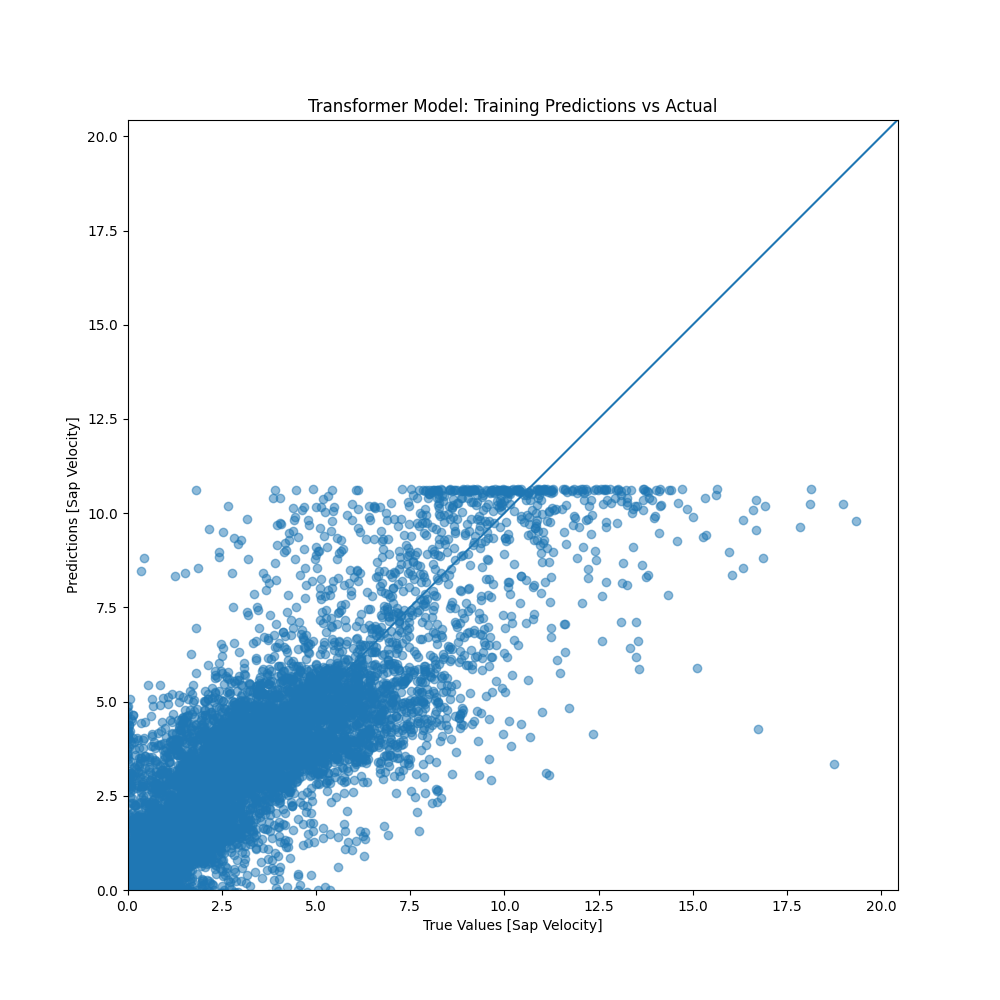 Transformer Model: Training Predictions vs Actual
20.0
17.5
15.0
12.5
10.0
7.5
5.0
2.5
0.0
Predictions [Sap Velocity]
0.0 2.5 5.0 7.5 10.0 12.5 15.0 17.5 20.0
True Values [Sap Velocity]